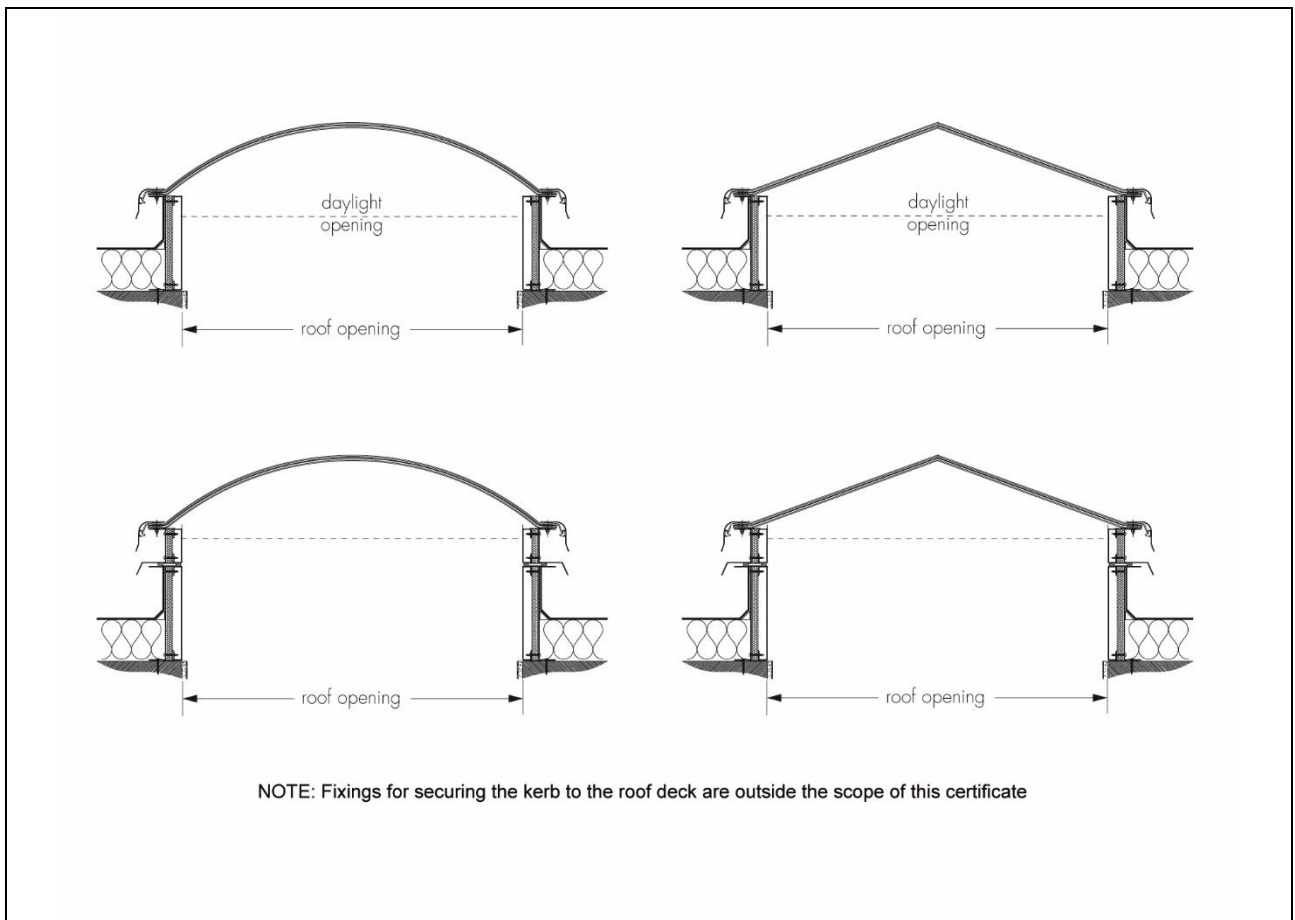 daylight
opening
roof opening
daylight
opening
roof opening
roof opening
roof opening
NOTE: Fixings for securing the kerb to the roof deck are outside the scope of this certificate